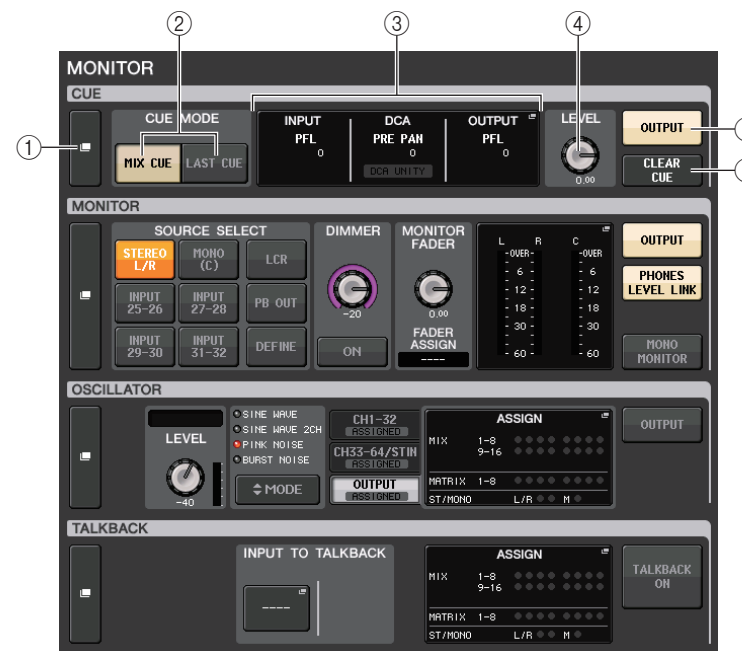 ② ③ ④
MONITOR
CUE
①
CUE MODE
MIX CUE LAST CUE
INPUT DCA OUTPUT
PFL PRE PAN PFL
0 0 0
DCA UNITY
LEVEL
0.00
OUTPUT
CLEAR
CUE
MONITOR
SOURCE SELECT
STEREO
L/R
MONO
(C)
LCR
INPUT
25-26
INPUT
27-28
PB OUT
INPUT
29-30
INPUT
31-32
DEFINE
DIMMER
-20
ON
MONITOR
FADER
0.00
FADER
ASSIGN
----
L R C
-OVER- -OVER
- 6 - - 6
- 12 - - 12
- 18 - - 18
- 30 - - 30
- 60 - - 60
OUTPUT
PHONES
LEVEL LINK
MONO
MONITOR
OSCILLATOR
LEVEL
-40
SINE WAVE
SINE WAVE 2CH
PINK NOISE
BURST NOISE
MODE
CH1-32
ASSIGNED
CH33-64/STIN
ASSIGNED
OUTPUT
ASSIGNED
ASSIGN
MIX 1-8
9-16
MATRIX 1-8
ST/MONO L/R M
OUTPUT
TALKBACK
INPUT TO TALKBACK
----
ASSIGN
MIX 1-8
9-16
MATRIX 1-8
ST/MONO L/R M
TALKBACK
ON